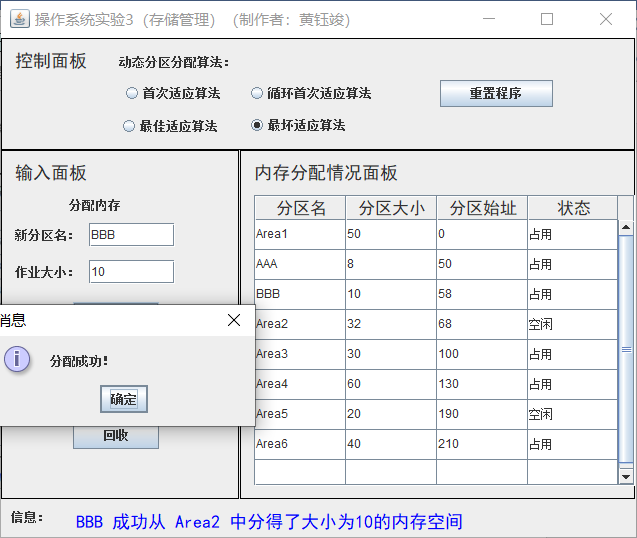 操作系统实验3（存储管理）（制作者：黄钰竣）
控制面板
动态分区分配算法：
首次适应算法
循环首次适应算法
重置程序
最佳适应算法
最坏适应算法
输入面板
分配内存
新分区名： BBB
作业大小： 10
消息
分配成功！
确定
回收
内存分配情况面板
分区名 分区大小 分区始址 状态
Area1 50 0 占用
AAA 8 50 占用
BBB 10 58 占用
Area2 32 68 空闲
Area3 30 100 占用
Area4 60 130 占用
Area5 20 190 空闲
Area6 40 210 占用
信息： BBB 成功从 Area2 中分得了大小为10的内存空间